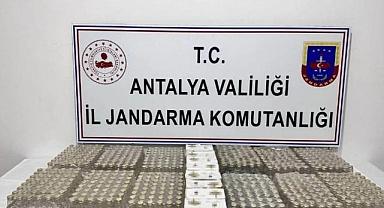 T.C.
ANTALYA VALİLİĞİ
İL JANDARMA KOMUTANLIĞI